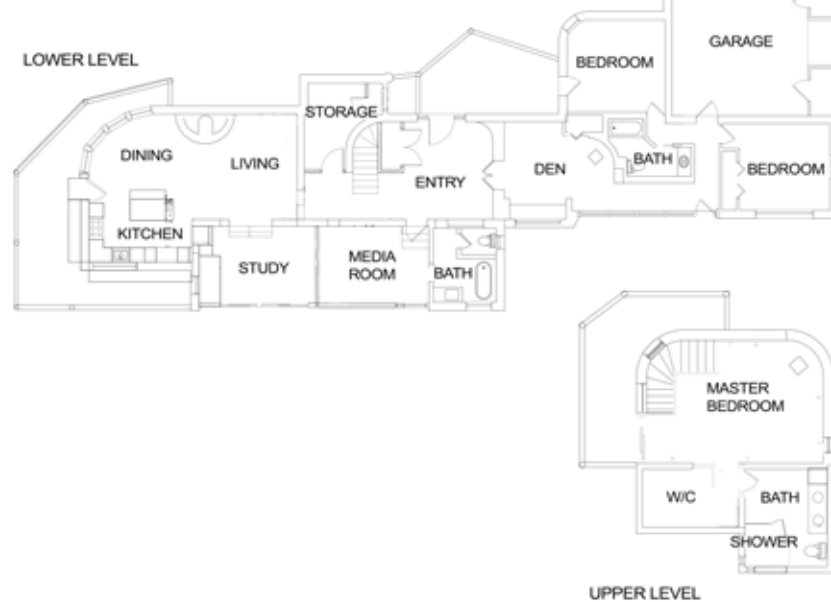 LOWER LEVEL
GARAGE
BEDROOM
STORAGE
DINING
LIVING
ENTRY
DEN
BATH
BEDROOM
KITCHEN
STUDY
MEDIA
ROOM
BATH
MASTER
BEDROOM
W/C
BATH
SHOWER
UPPER LEVEL